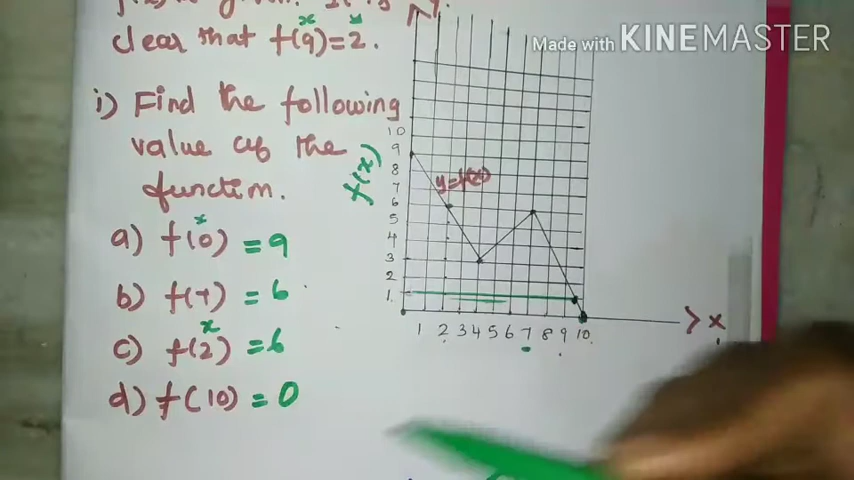 clear that f(9)=2.
x
Made with KINEMASTER
i) Find the following
value of the
function.
a) f(0) = 9
x
b) f(7) = 6
c) f(2) = 6
x
d) f(10) = 0
f(x)
y=f(x)
10
9
8
7
6
5
4
3
2
1
1 2 3 4 5 6 7 8 9 10
x